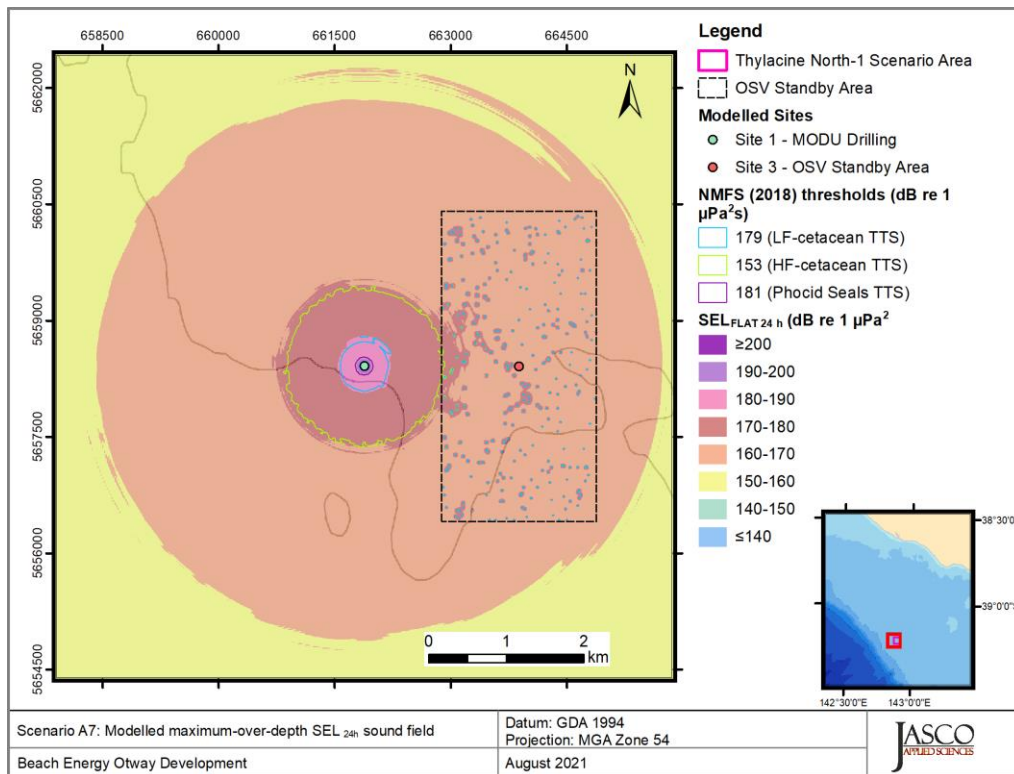 658500 660000 661500 663000 664500
5662000
5660500
5659000
5657500
5656000
5654500
N
0 1 2
km
Legend
Thylacine North-1 Scenario Area
OSV Standby Area
Modelled Sites
Site 1 - MODU Drilling
Site 3 - OSV Standby Area
NMFS (2018) thresholds (dB re 1
µPa²s)
179 (LF-cetacean TTS)
153 (HF-cetacean TTS)
181 (Phocid Seals TTS)
SEL FLAT 24 h (dB re 1 µPa²
≥200
190-200
180-190
170-180
160-170
150-160
140-150
≤140
38°30'S
39°0'0"S
142°30'0"E 143°0'0"E
Scenario A7: Modelled maximum-over-depth SEL 24h sound field
Beach Energy Otway Development
Datum: GDA 1994
Projection: MGA Zone 54
August 2021
JASCO
APPLIED SCIENCES